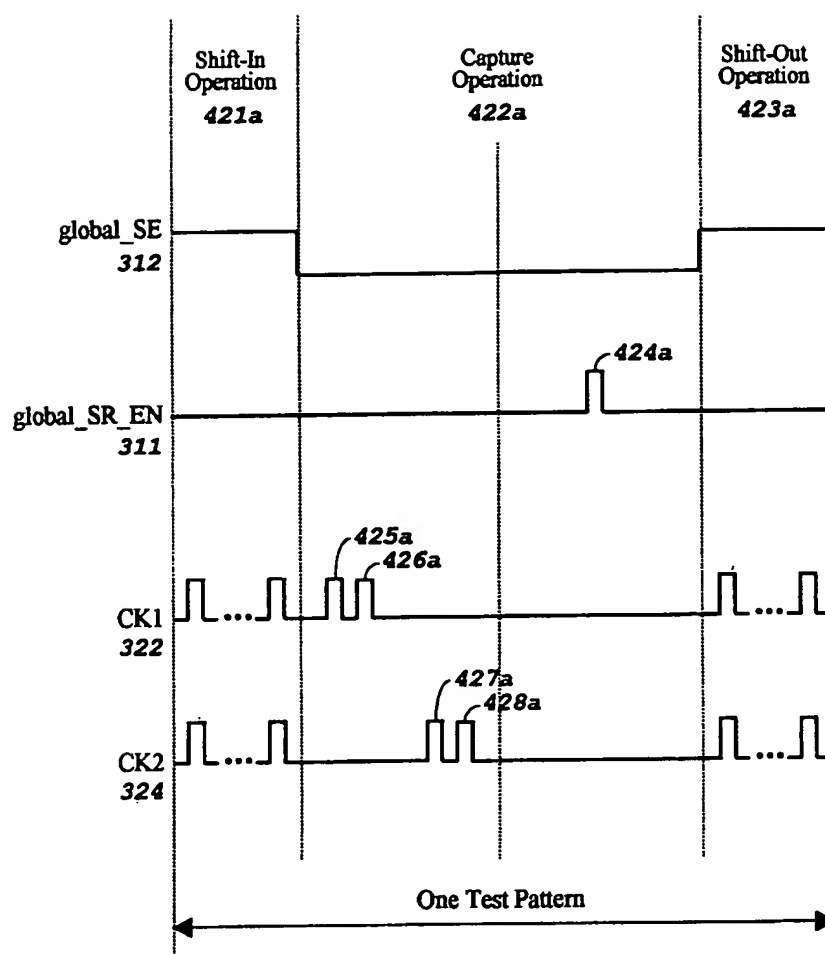 Shift-In
Operation
421a
Capture
Operation
422a
Shift-Out
Operation
423a
global_SE
312
424a
global_SR_EN
311
425a
426a
CK1
322
427a
428a
CK2
324
One Test Pattern